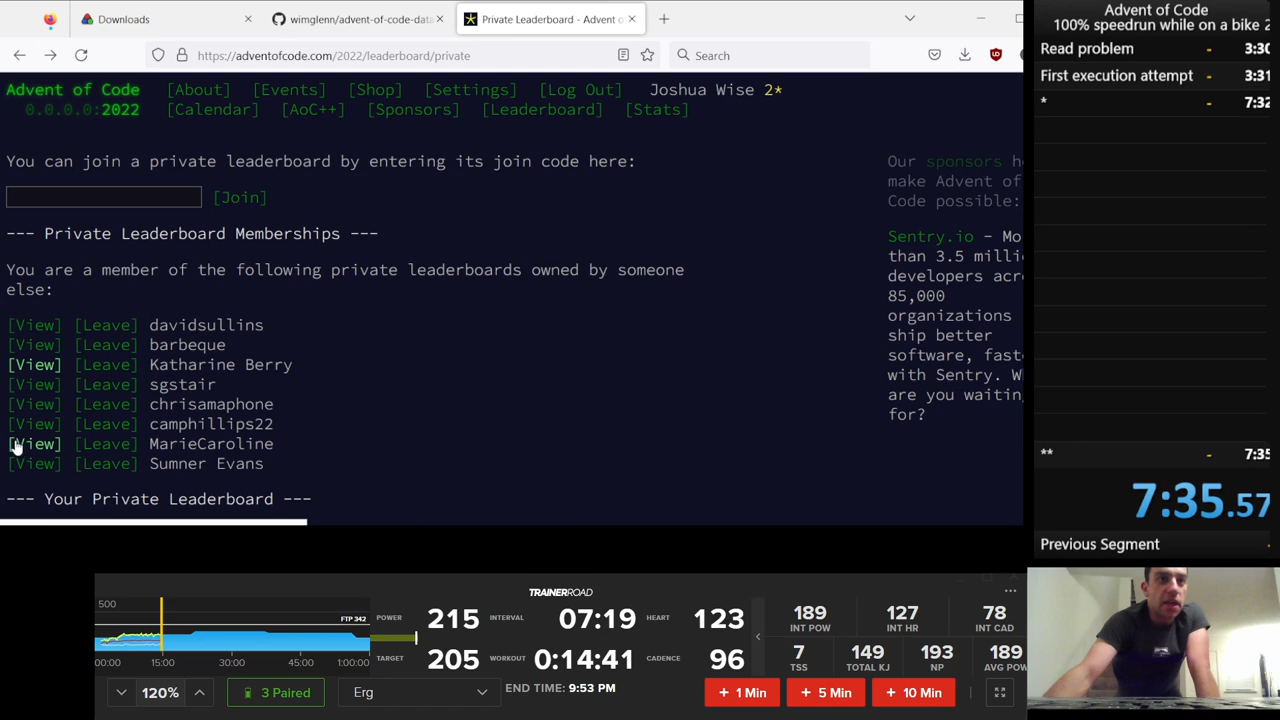 Downloads
wimglenn/advent-of-code-data
Private Leaderboard - Advent o
https://adventofcode.com/2022/leaderboard/private
Search
Advent of Code [About] [Events] [Shop] [Settings] [Log Out] Joshua Wise 2*
0.0.0.0:2022 [Calendar] [AoC++] [Sponsors] [Leaderboard] [Stats]
You can join a private leaderboard by entering its join code here:
[Join]
--- Private Leaderboard Memberships ---
You are a member of the following private leaderboards owned by someone
else:
[View] [Leave] davidsullins
[View] [Leave] barbeque
[View] [Leave] Katharine Berry
[View] [Leave] sgstair
[View] [Leave] chrisamaphone
[View] [Leave] camphillips22
[View] [Leave] MarieCaroline
[View] [Leave] Sumner Evans
--- Your Private Leaderboard ---
Our sponsors he
make Advent of
Code possible:
Sentry.io - Mo
than 3.5 milli
developers acr
85,000
organizations
ship better
software, fast
with Sentry. W
are you waitin
for?
Advent of Code
100% speedrun while on a bike 2
Read problem - 3:30
First execution attempt - 3:31
* - 7:32
** - 7:35
7:35.57
Previous Segment -
TRAINERROAD
500
FTP 342
00:00 15:00 30:00 45:00 1:00:00
POWER 215 INTERVAL 07:19 HEART 123
TARGET 205 WORKOUT 0:14:41 CADENCE 96
189 127 78
INT POW INT HR INT CAD
7 149 193 189
TSS TOTAL KJ NP AVG POW
120% 3 Paired Erg END TIME: 9:53 PM + 1 Min + 5 Min + 10 Min